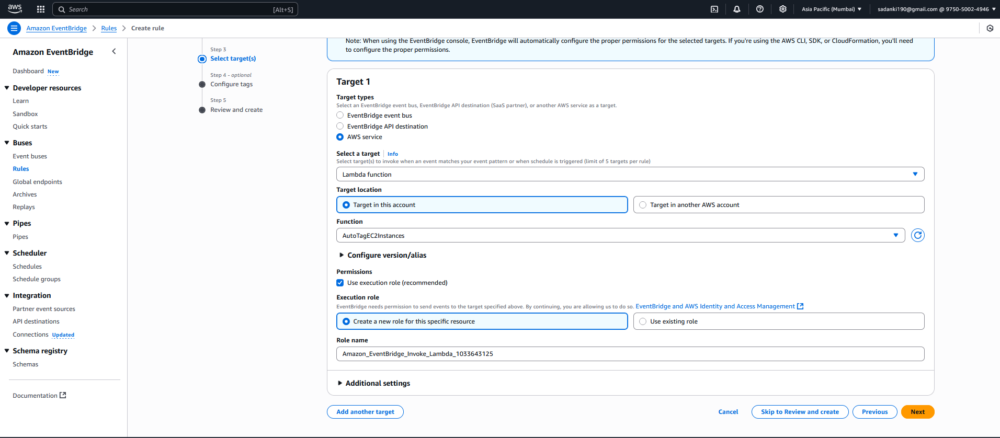 aws
Search
[Alt+S]
Asia Pacific (Mumbai)
sadanki190@gmail.com @ 9750-5002-4946
Amazon EventBridge
Rules
Create rule
Amazon EventBridge
Dashboard New
Developer resources
Learn
Sandbox
Quick starts
Buses
Event buses
Rules
Global endpoints
Archives
Replays
Pipes
Pipes
Scheduler
Schedules
Schedule groups
Integration
Partner event sources
API destinations
Connections Updated
Schema registry
Schemas
Documentation
Step 3
Select target(s)
Step 4 - optional
Configure tags
Step 5
Review and create
Note: When using the EventBridge console, EventBridge will automatically configure the proper permissions for the selected targets. If you're using the AWS CLI, SDK, or CloudFormation, you'll need
to configure the proper permissions.
Target 1
Target types
Select an EventBridge event bus, EventBridge API destination (SaaS partner), or another AWS service as a target.
EventBridge event bus
EventBridge API destination
AWS service
Select a target Info
Select target(s) to invoke when an event matches your event pattern or when schedule is triggered (limit of 5 targets per rule)
Lambda function
Target location
Target in this account
Target in another AWS account
Function
AutoTagEC2Instances
Configure version/alias
Permissions
Use execution role (recommended)
Execution role
EventBridge needs permission to send events to the target specified above. By continuing, you are allowing us to do so. EventBridge and AWS Identity and Access Management
Create a new role for this specific resource
Use existing role
Role name
Amazon_EventBridge_Invoke_Lambda_1033643125
Additional settings
Add another target
Cancel
Skip to Review and create
Previous
Next